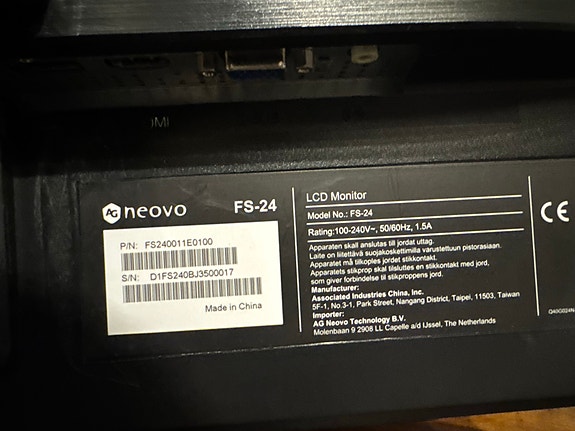 DMI
AG neovo FS-24
P/N: FS240011E0100
S/N: D1FS240BJ3500017
Made in China
LCD Monitor
Model No.: FS-24
Rating:100-240V~, 50/60Hz, 1.5A
Apparaten skall anslutas till jordat uttag.
Laite on liitettävä suojakoskettimilla varustettuun pistorasiaan.
Apparatet må tilkoples jordet stikkontakt.
Apparatets stikprop skal tilsluttes en stikkontakt med jord,
som giver forbindelse til stikproppens jord.
Manufacturer:
Associated Industries China, Inc.
5F-1, No.3-1, Park Street, Nangang District, Taipei, 11503, Taiwan
Importer:
AG Neovo Technology B.V.
Molenbaan 9 2908 LL Capelle a/d IJssel, The Netherlands
CE
Q40G024N